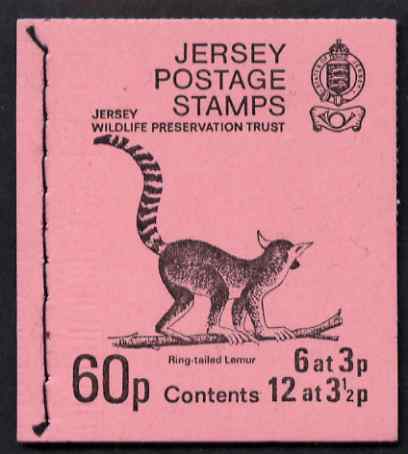 JERSEY
POSTAGE
STAMPS
JERSEY
WILDLIFE PRESERVATION TRUST
Ring-tailed Lemur
6 at 3p
60p Contents 12 at 3½p